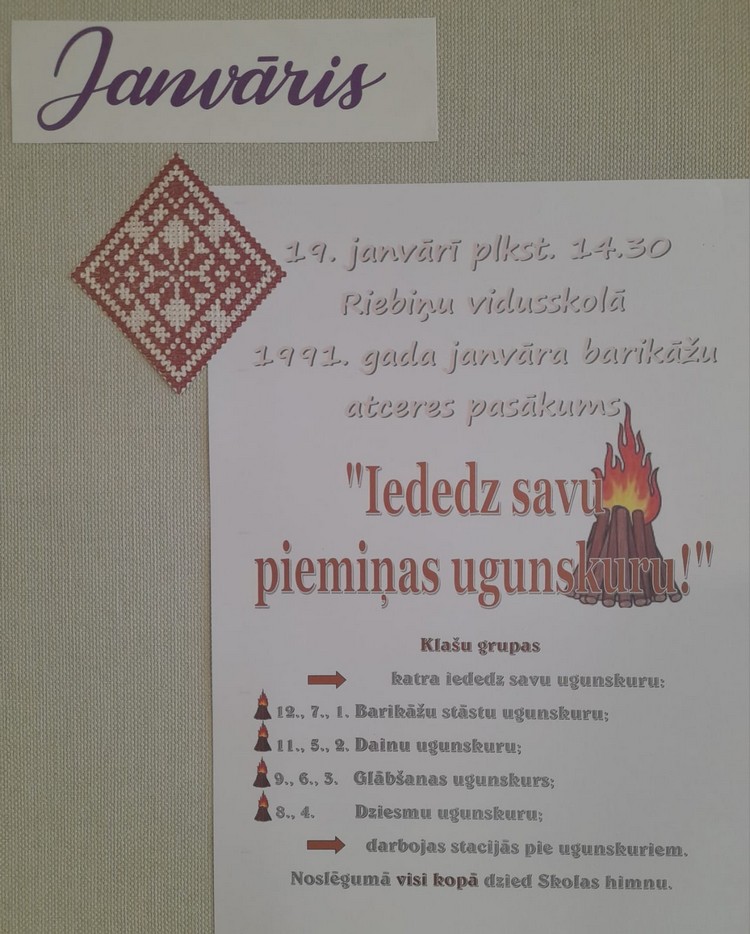 Janvāris
19. janvārī plkst. 14.30
Riebiņu vidusskolā
1991. gada janvāra barikāžu
atceres pasākums
"Iededz savu
piemiņas ugunskuru!"
Klašu grupas
katra iededz savu ugunskuru:
12., 7., 1. Barikāžu stāstu ugunskuru;
11., 5., 2. Dainu ugunskuru;
9., 6., 3. Glābšanas ugunskurs;
8., 4. Dziesmu ugunskuru;
darbojas stacijās pie ugunskuriem.
Noslēgumā visi kopā dzied Skolas himnu.